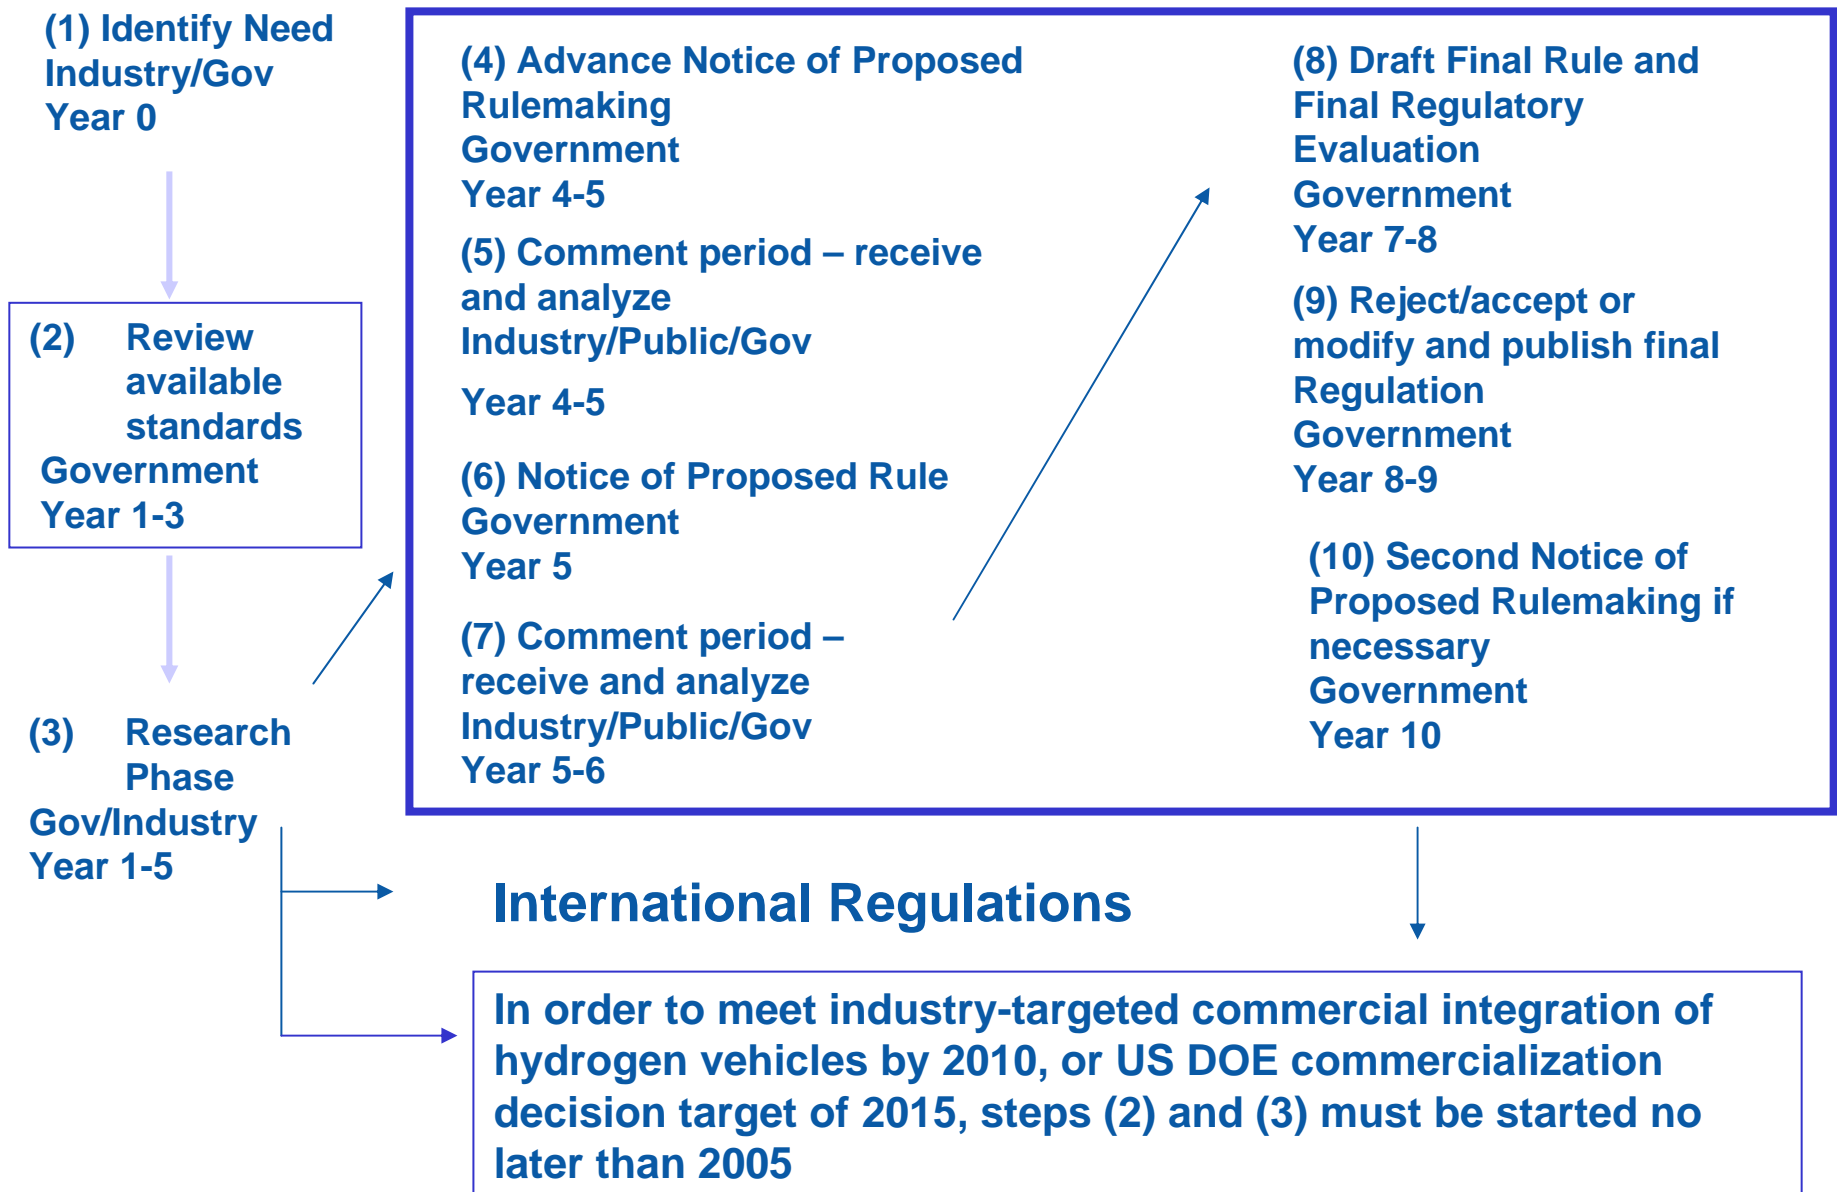 (1) Identify Need
Industry/Gov
Year 0
(2) Review
available
standards
Government
Year 1-3
(3) Research
Phase
Gov/Industry
Year 1-5
(4) Advance Notice of Proposed
Rulemaking
Government
Year 4-5
(5) Comment period – receive
and analyze
Industry/Public/Gov
Year 4-5
(6) Notice of Proposed Rule
Government
Year 5
(7) Comment period –
receive and analyze
Industry/Public/Gov
Year 5-6
(8) Draft Final Rule and
Final Regulatory
Evaluation
Government
Year 7-8
(9) Reject/accept or
modify and publish final
Regulation
Government
Year 8-9
(10) Second Notice of
Proposed Rulemaking if
necessary
Government
Year 10
International Regulations
In order to meet industry-targeted commercial integration of
hydrogen vehicles by 2010, or US DOE commercialization
decision target of 2015, steps (2) and (3) must be started no
later than 2005